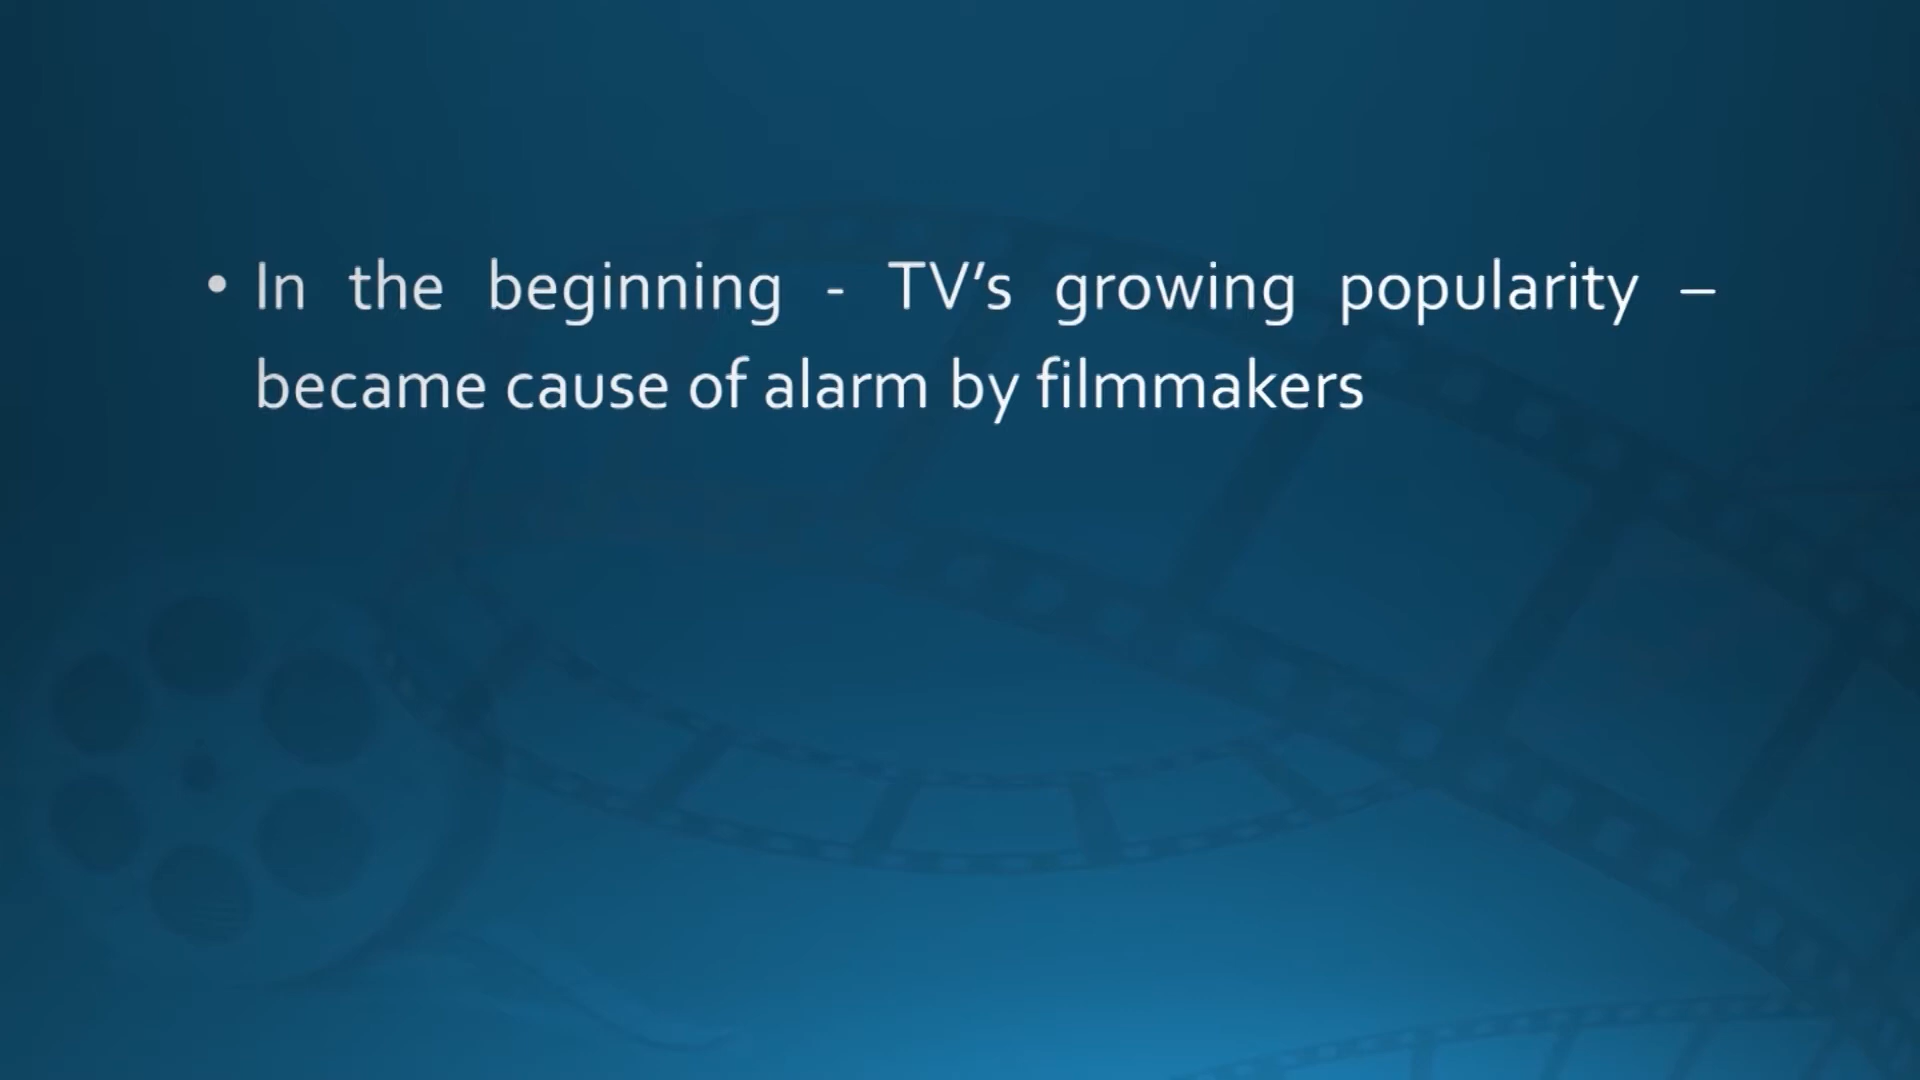 • In the beginning - TV’s growing popularity –
became cause of alarm by filmmakers